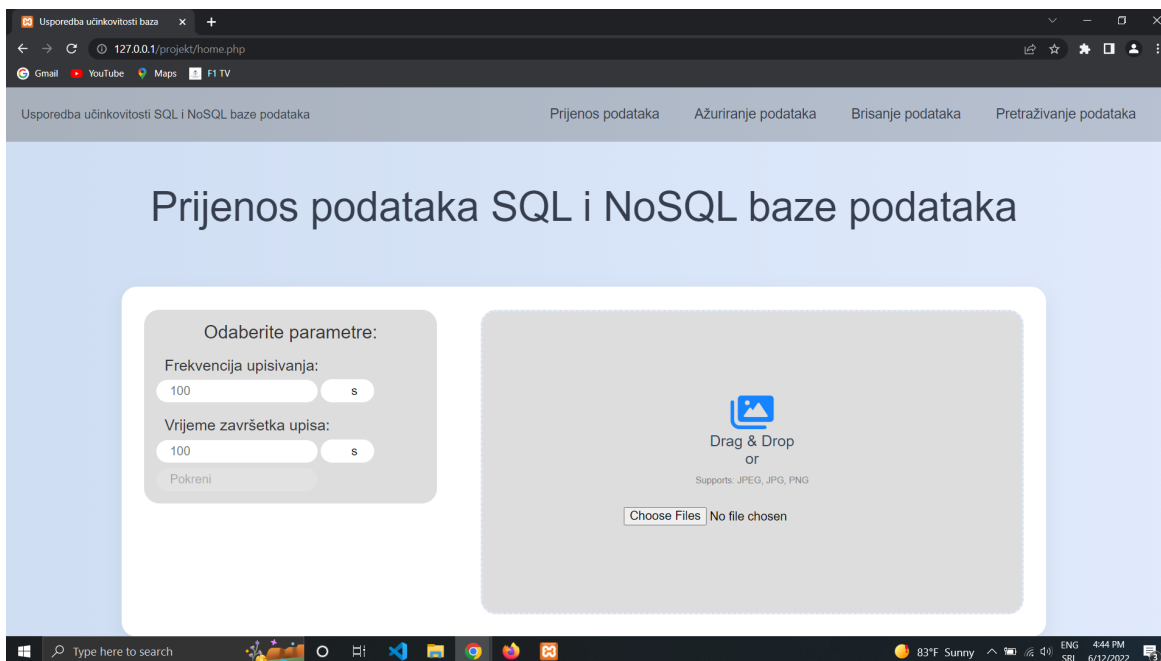 Usporedba učinkovitosti baza
127.0.0.1/projekt/home.php
Gmail YouTube Maps F1 TV
Usporedba učinkovitosti SQL i NoSQL baze podataka Prijenos podataka Ažuriranje podataka Brisanje podataka Pretraživanje podataka
Prijenos podataka SQL i NoSQL baze podataka
Odaberite parametre:
Frekvencija upisivanja:
100 s
Vrijeme završetka upisa:
100 s
Pokreni
Drag & Drop
or
Supports: JPEG, JPG, PNG
Choose Files No file chosen
Type here to search
83°F Sunny
ENG
SRL
4:44 PM
6/12/2022
3